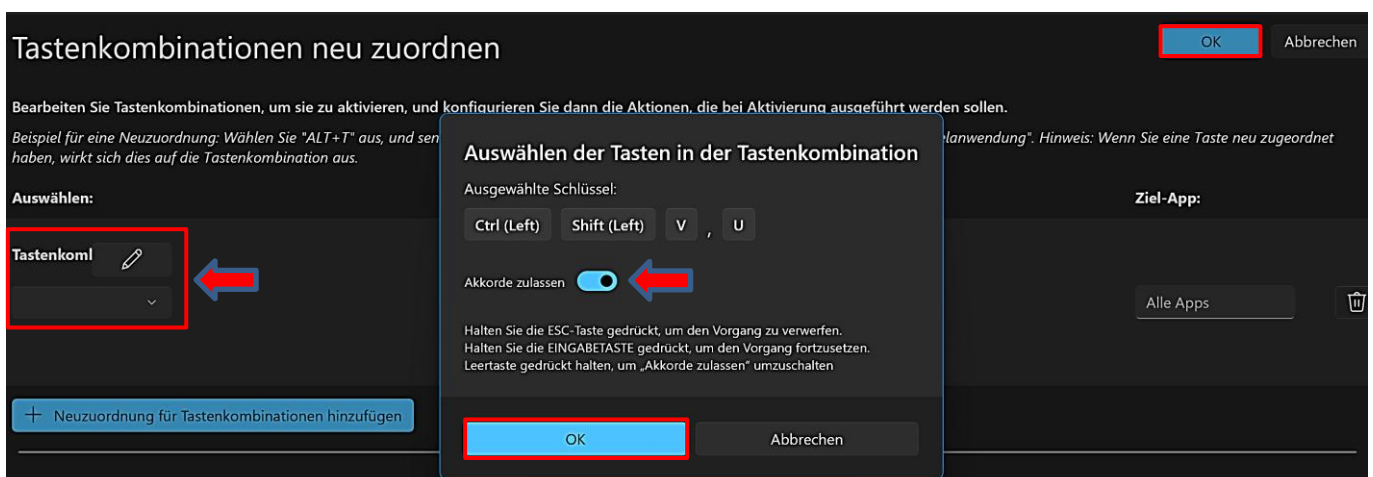 Tastenkombinationen neu zuordnen
OK
Abbrechen
Bearbeiten Sie Tastenkombinationen, um sie zu aktivieren, und konfigurieren Sie dann die Aktionen, die bei Aktivierung ausgeführt werden sollen.
Beispiel für eine Neuzuordnung: Wählen Sie "ALT+T" aus, und sen
elanwendung". Hinweis: Wenn Sie eine Taste neu zugeordnet
haben, wirkt sich dies auf die Tastenkombination aus.
Auswählen:
Ziel-App:
Tastenkoml
Alle Apps
+ Neuzuordnung für Tastenkombinationen hinzufügen
Auswählen der Tasten in der Tastenkombination
Ausgewählte Schlüssel:
Ctrl (Left) Shift (Left) V , U
Akkorde zulassen
Halten Sie die ESC-Taste gedrückt, um den Vorgang zu verwerfen.
Halten Sie die EINGABETASTE gedrückt, um den Vorgang fortzusetzen.
Leertaste gedrückt halten, um „Akkorde zulassen" umzuschalten
OK
Abbrechen